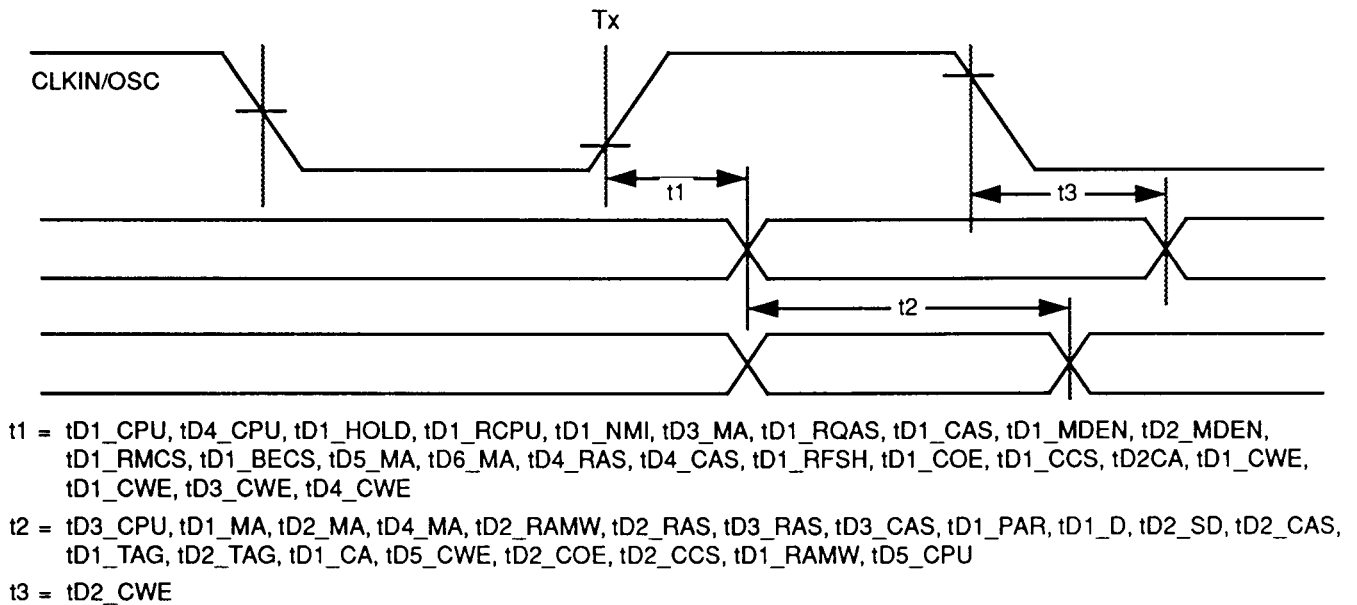 Tx
CLKIN/OSC
t1
t3
t2
t1 = tD1_CPU, tD4_CPU, tD1_HOLD, tD1_RCPU, tD1_NMI, tD3_MA, tD1_RQAS, tD1_CAS, tD1_MDEN, tD2_MDEN,
tD1_RMCS, tD1_BECS, tD5_MA, tD6_MA, tD4_RAS, tD4_CAS, tD1_RFSH, tD1_COE, tD1_CCS, tD2CA, tD1_CWE,
tD1_CWE, tD3_CWE, tD4_CWE
t2 = tD3_CPU, tD1_MA, tD2_MA, tD4_MA, tD2_RAMW, tD2_RAS, tD3_RAS, tD3_CAS, tD1_PAR, tD1_D, tD2_SD, tD2_CAS,
tD1_TAG, tD2_TAG, tD1_CA, tD5_CWE, tD2_COE, tD2_CCS, tD1_RAMW, tD5_CPU
t3 = tD2_CWE